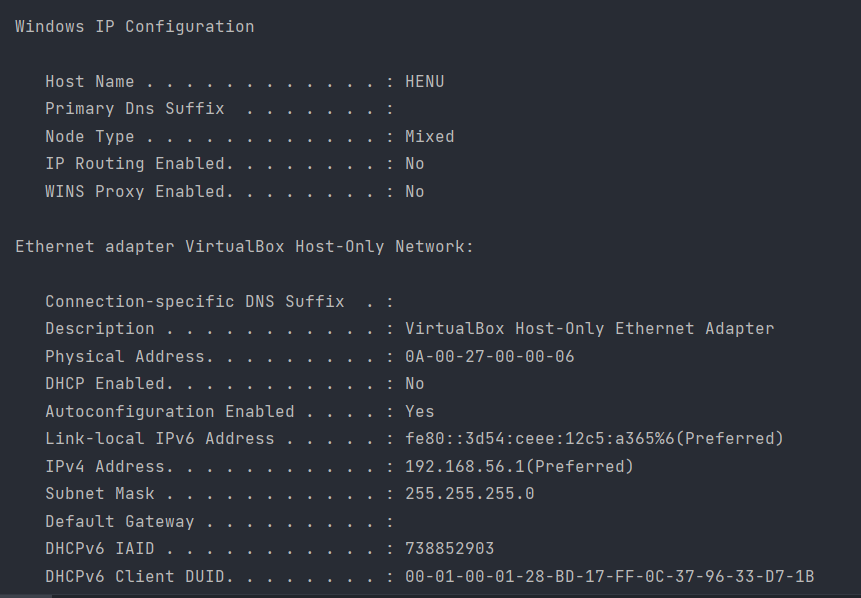 Windows IP Configuration
Host Name . . . . . . . . . . . . : HENU
Primary Dns Suffix  . . . . . . . :
Node Type . . . . . . . . . . . . : Mixed
IP Routing Enabled. . . . . . . . : No
WINS Proxy Enabled. . . . . . . . : No
Ethernet adapter VirtualBox Host-Only Network:
Connection-specific DNS Suffix  . :
Description . . . . . . . . . . . : VirtualBox Host-Only Ethernet Adapter
Physical Address. . . . . . . . . : 0A-00-27-00-00-06
DHCP Enabled. . . . . . . . . . . : No
Autoconfiguration Enabled . . . . : Yes
Link-local IPv6 Address . . . . . : fe80::3d54:ceee:12c5:a365%6(Preferred)
IPv4 Address. . . . . . . . . . . : 192.168.56.1(Preferred)
Subnet Mask . . . . . . . . . . . : 255.255.255.0
Default Gateway . . . . . . . . . :
DHCPv6 IAID . . . . . . . . . . . : 738852903
DHCPv6 Client DUID. . . . . . . . : 00-01-00-01-28-BD-17-FF-0C-37-96-33-D7-1B